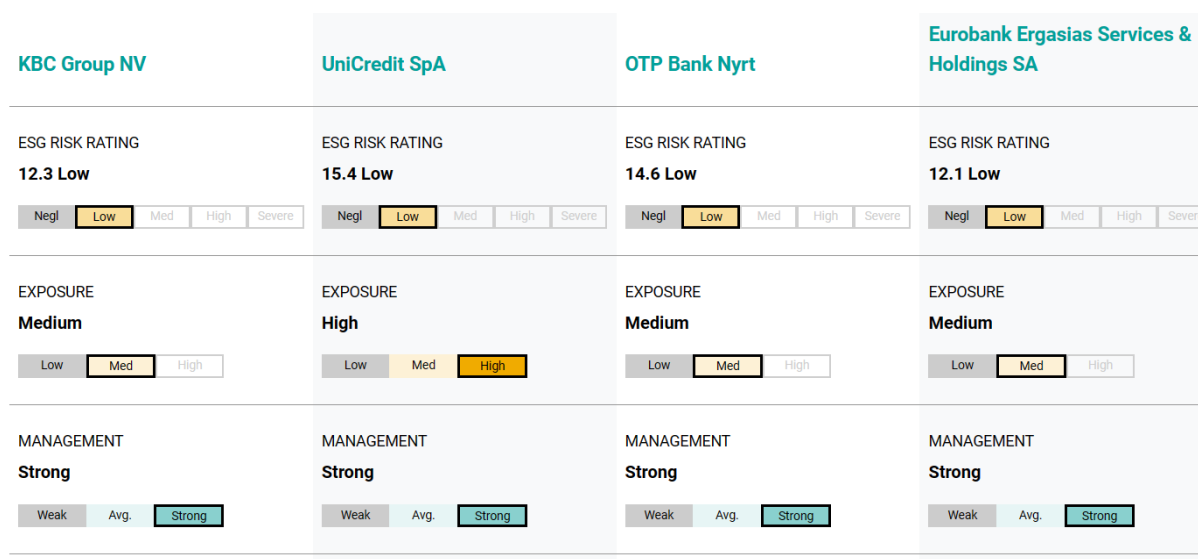 KBC Group NV
UniCredit SpA
OTP Bank Nyrt
Eurobank Ergasias Services &
Holdings SA
ESG RISK RATING
ESG RISK RATING
ESG RISK RATING
ESG RISK RATING
12.3 Low
15.4 Low
14.6 Low
12.1 Low
Negl Low Med High Severe
Negl Low Med High Severe
Negl Low Med High Severe
Negl Low Med High Sever
EXPOSURE
EXPOSURE
EXPOSURE
EXPOSURE
Medium
High
Medium
Medium
Low Med High
Low Med High
Low Med High
Low Med High
MANAGEMENT
MANAGEMENT
MANAGEMENT
MANAGEMENT
Strong
Strong
Strong
Strong
Weak Avg. Strong
Weak Avg. Strong
Weak Avg. Strong
Weak Avg. Strong